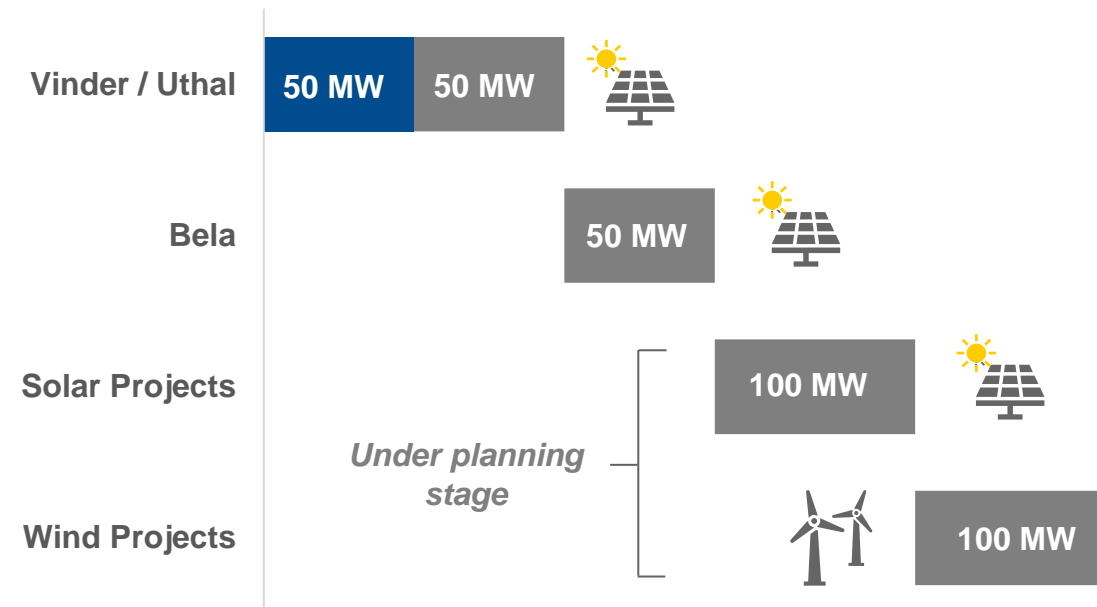 Vinder / Uthal
50 MW
50 MW
Bela
50 MW
Solar Projects
100 MW
Under planning
stage
Wind Projects
100 MW